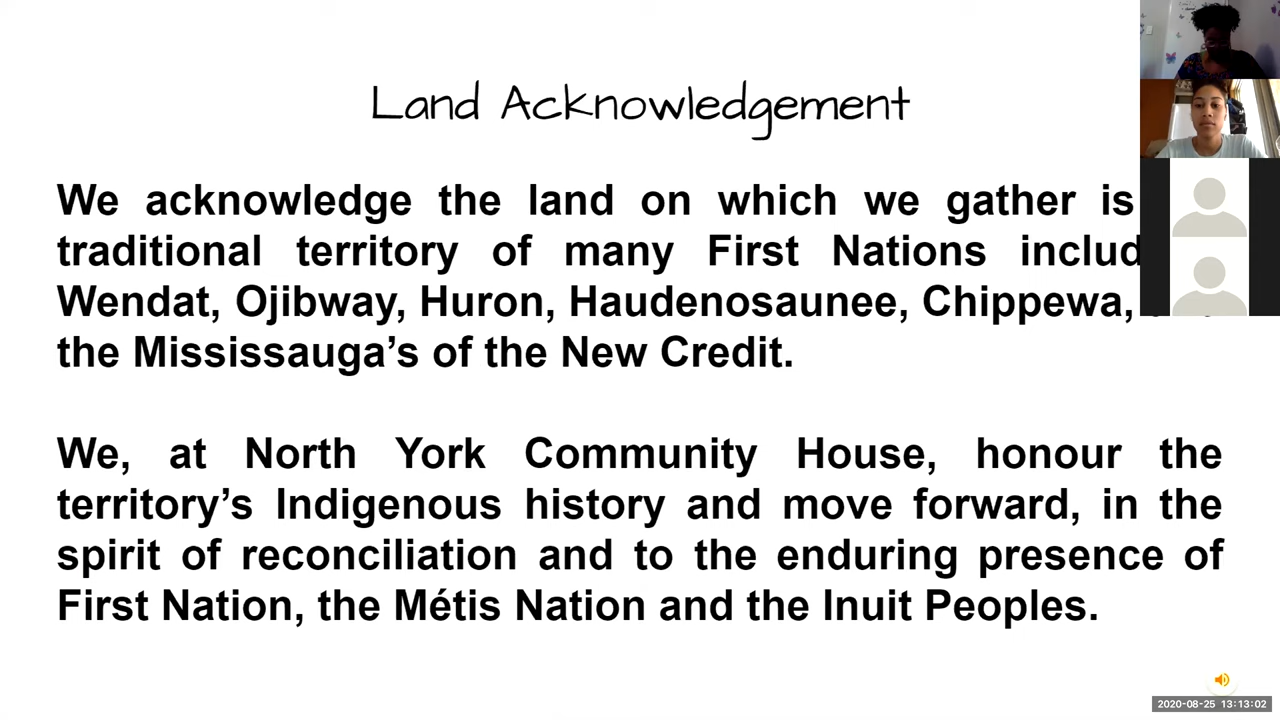 Land Acknowledgement
We acknowledge the land on which we gather is
traditional territory of many First Nations
Wendat, Ojibway, Huron, Haudenosaunee, Chippewa,
the Mississauga’s of the New Credit.
We, at North York Community House, honour the
territory’s Indigenous history and move forward, in the
spirit of reconciliation and to the enduring presence of
First Nation, the Métis Nation and the Inuit Peoples.
2020-08-25 13:13:02